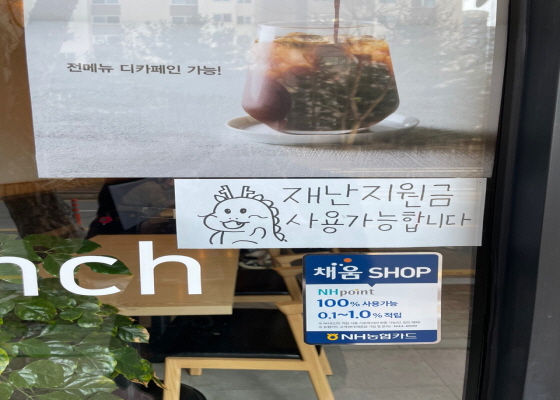 전메뉴 디카페인 가능!
재난지원금
사용가능합니다
nch
채움 SHOP
NHpoint
100% 사용가능
0.1~1.0% 적립
NH농협카드